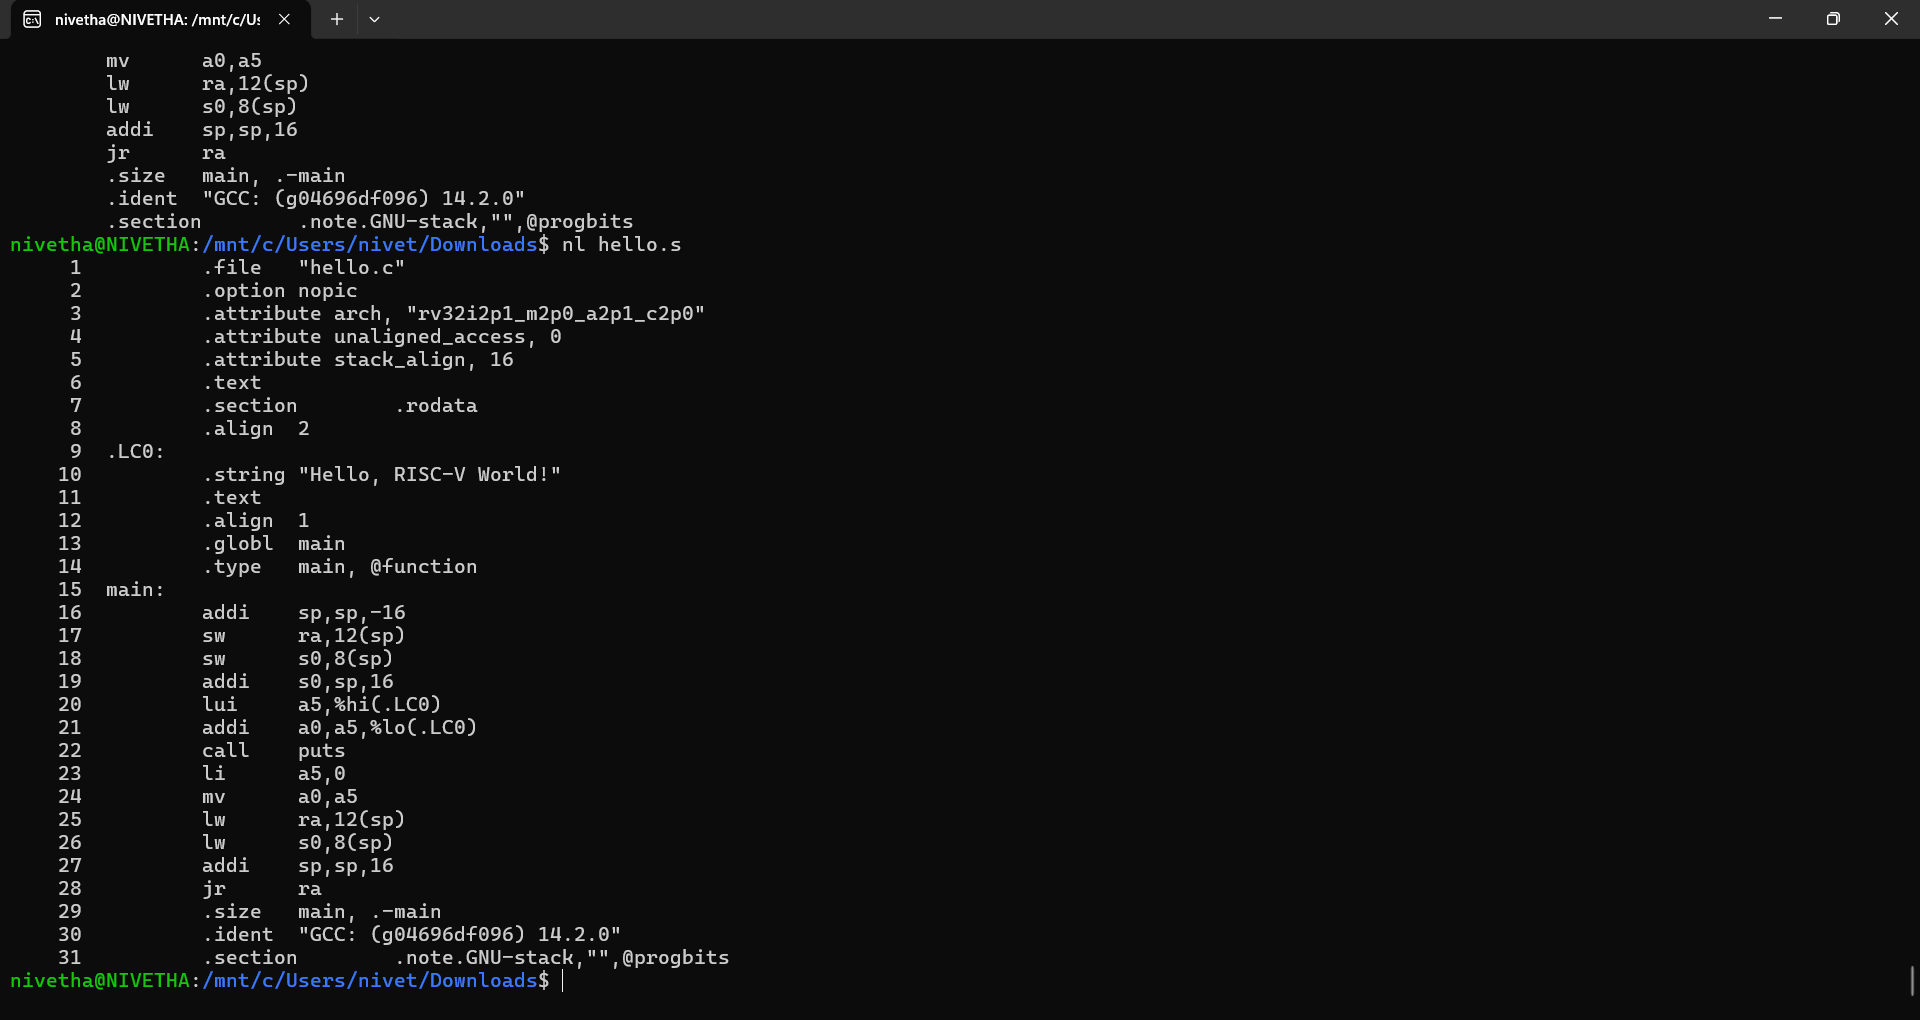 nivetha@NIVETHA: /mnt/c/Us
mv a0,a5
lw ra,12(sp)
lw s0,8(sp)
addi sp,sp,16
jr ra
.size main, .-main
.ident "GCC: (g04696df096) 14.2.0"
.section .note.GNU-stack,"",@progbits
nivetha@NIVETHA:/mnt/c/Users/nivet/Downloads$ nl hello.s
1 .file "hello.c"
2 .option nopic
3 .attribute arch, "rv32i2p1_m2p0_a2p1_c2p0"
4 .attribute unaligned_access, 0
5 .attribute stack_align, 16
6 .text
7 .section .rodata
8 .align 2
9 .LC0:
10 .string "Hello, RISC-V World!"
11 .text
12 .align 1
13 .globl main
14 .type main, @function
15 main:
16 addi sp,sp,-16
17 sw ra,12(sp)
18 sw s0,8(sp)
19 addi s0,sp,16
20 lui a5,%hi(.LC0)
21 addi a0,a5,%lo(.LC0)
22 call puts
23 li a5,0
24 mv a0,a5
25 lw ra,12(sp)
26 lw s0,8(sp)
27 addi sp,sp,16
28 jr ra
29 .size main, .-main
30 .ident "GCC: (g04696df096) 14.2.0"
31 .section .note.GNU-stack,"",@progbits
nivetha@NIVETHA:/mnt/c/Users/nivet/Downloads$